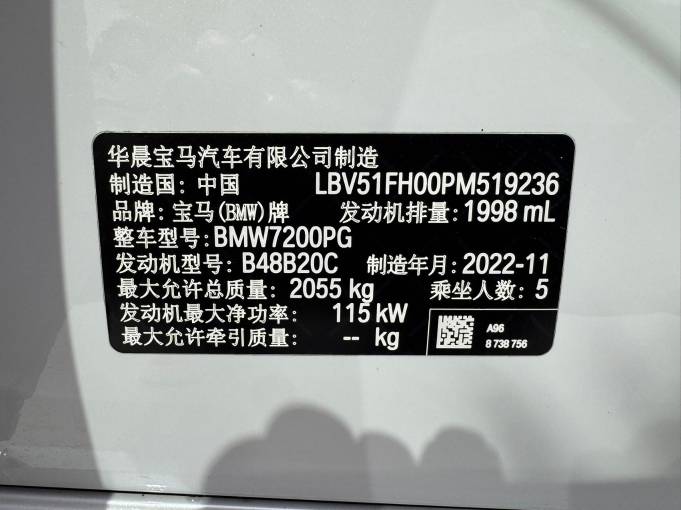 华晨宝马汽车有限公司制造
制造国: 中国 LBV51FH00PM519236
品牌: 宝马(BMW)牌 发动机排量: 1998 mL
整车型号: BMW7200PG
发动机型号: B48B20C 制造年月: 2022-11
最大允许总质量: 2055 kg 乘坐人数: 5
发动机最大净功率: 115 kW
最大允许牵引质量: -- kg
A96
8 738 756